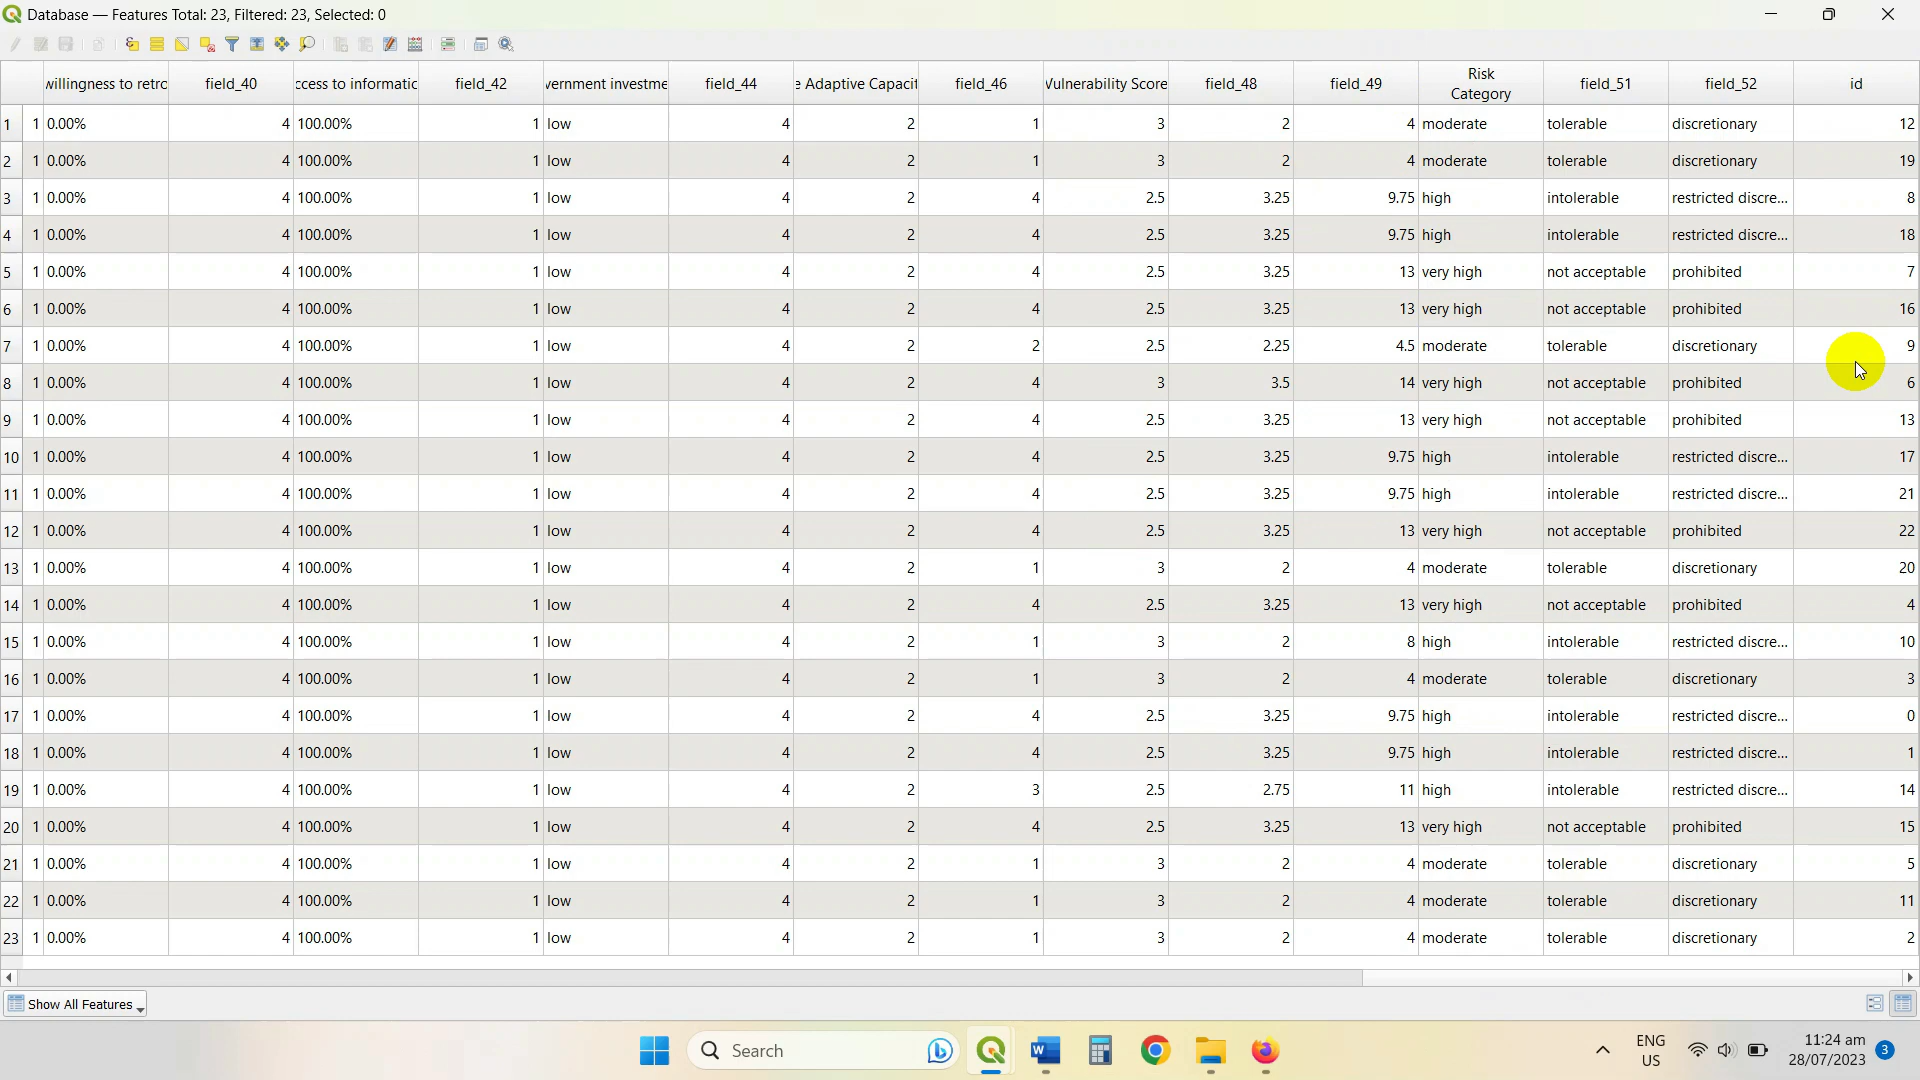 Database — Features Total: 23, Filtered: 23, Selected: 0
willingness to retro field_40 ccess to informatic field_42 vernment investme field_44 e Adaptive Capacit field_46 Vulnerability Score field_48 field_49 Risk Category field_51 field_52 id
1 1 0.00% 4 100.00% 1 low 4 2 1 3 2 4 moderate tolerable discretionary 12
2 1 0.00% 4 100.00% 1 low 4 2 1 3 2 4 moderate tolerable discretionary 19
3 1 0.00% 4 100.00% 1 low 4 2 4 2.5 3.25 9.75 high intolerable restricted discre... 8
4 1 0.00% 4 100.00% 1 low 4 2 4 2.5 3.25 9.75 high intolerable restricted discre... 18
5 1 0.00% 4 100.00% 1 low 4 2 4 2.5 3.25 13 very high not acceptable prohibited 7
6 1 0.00% 4 100.00% 1 low 4 2 4 2.5 3.25 13 very high not acceptable prohibited 16
7 1 0.00% 4 100.00% 1 low 4 2 2 2.5 2.25 4.5 moderate tolerable discretionary 9
8 1 0.00% 4 100.00% 1 low 4 2 4 3 3.5 14 very high not acceptable prohibited 6
9 1 0.00% 4 100.00% 1 low 4 2 4 2.5 3.25 13 very high not acceptable prohibited 13
10 1 0.00% 4 100.00% 1 low 4 2 4 2.5 3.25 9.75 high intolerable restricted discre... 17
11 1 0.00% 4 100.00% 1 low 4 2 4 2.5 3.25 9.75 high intolerable restricted discre... 21
12 1 0.00% 4 100.00% 1 low 4 2 4 2.5 3.25 13 very high not acceptable prohibited 22
13 1 0.00% 4 100.00% 1 low 4 2 1 3 2 4 moderate tolerable discretionary 20
14 1 0.00% 4 100.00% 1 low 4 2 4 2.5 3.25 13 very high not acceptable prohibited 4
15 1 0.00% 4 100.00% 1 low 4 2 1 3 2 8 high intolerable restricted discre... 10
16 1 0.00% 4 100.00% 1 low 4 2 1 3 2 4 moderate tolerable discretionary 3
17 1 0.00% 4 100.00% 1 low 4 2 4 2.5 3.25 9.75 high intolerable restricted discre... 0
18 1 0.00% 4 100.00% 1 low 4 2 4 2.5 3.25 9.75 high intolerable restricted discre... 1
19 1 0.00% 4 100.00% 1 low 4 2 3 2.5 2.75 11 high intolerable restricted discre... 14
20 1 0.00% 4 100.00% 1 low 4 2 4 2.5 3.25 13 very high not acceptable prohibited 15
21 1 0.00% 4 100.00% 1 low 4 2 1 3 2 4 moderate tolerable discretionary 5
22 1 0.00% 4 100.00% 1 low 4 2 1 3 2 4 moderate tolerable discretionary 11
23 1 0.00% 4 100.00% 1 low 4 2 1 3 2 4 moderate tolerable discretionary 2
Show All Features
Search
ENG
US
11:24 am
28/07/2023
3